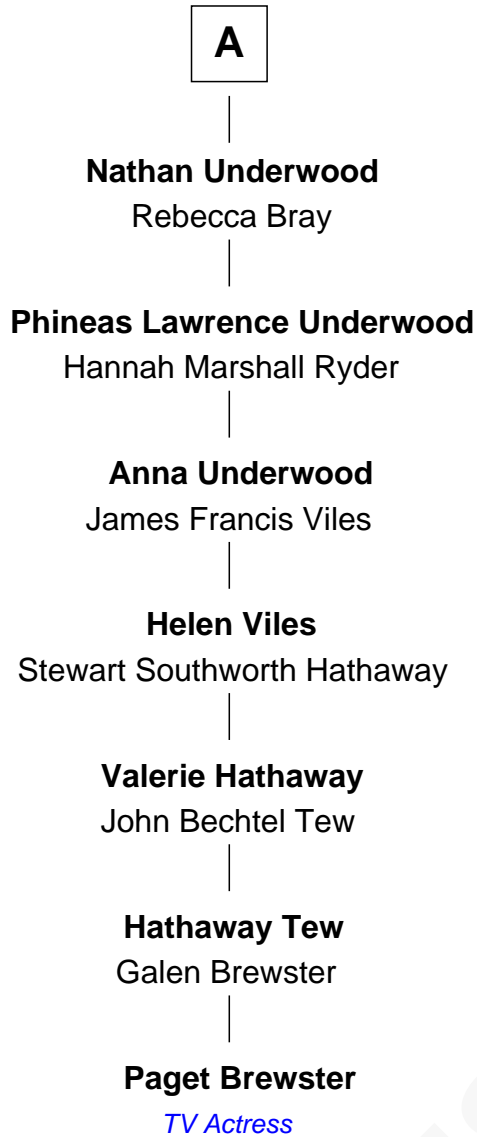 A
Nathan Underwood
Rebecca Bray
Phineas Lawrence Underwood
Hannah Marshall Ryder
Anna Underwood
James Francis Viles
Helen Viles
Stewart Southworth Hathaway
Valerie Hathaway
John Bechtel Tew
Hathaway Tew
Galen Brewster
Paget Brewster
TV Actress